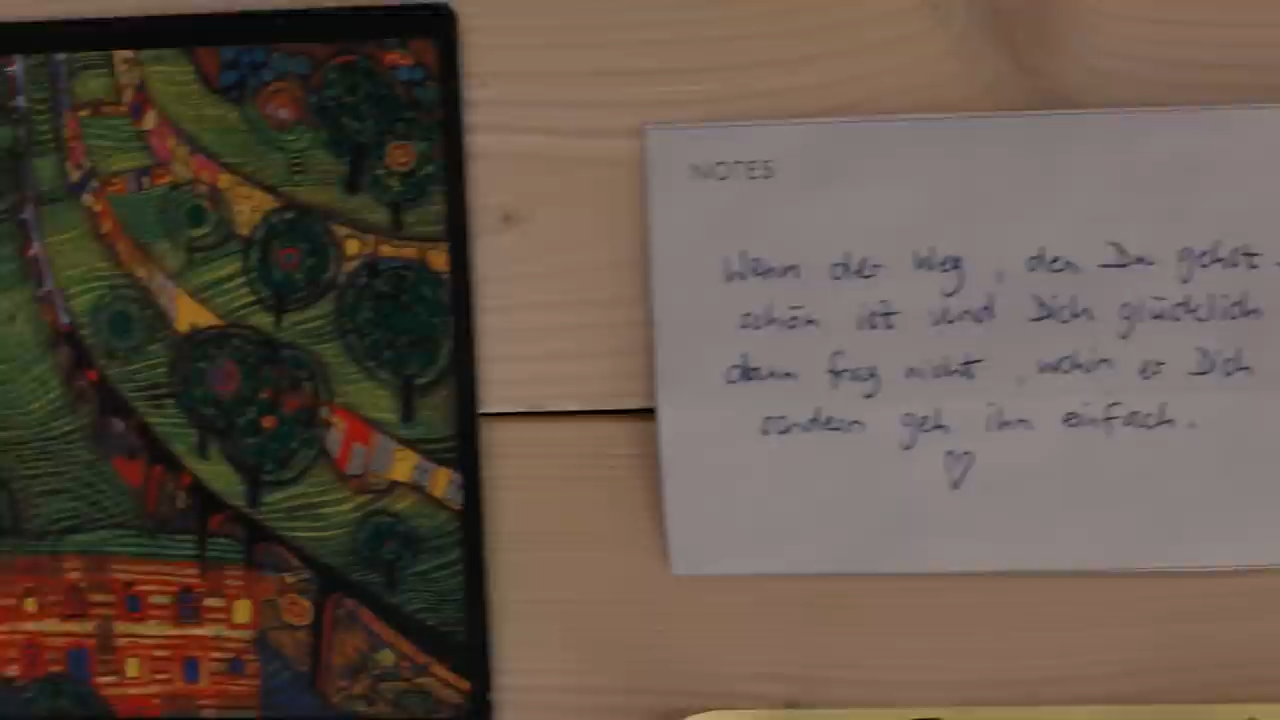 NOTES
Wenn der Weg, den Du gehst
schön ist und Dich glücklich
dann frag nicht, wohin er Dich
sondern geh ihn einfach.
♡